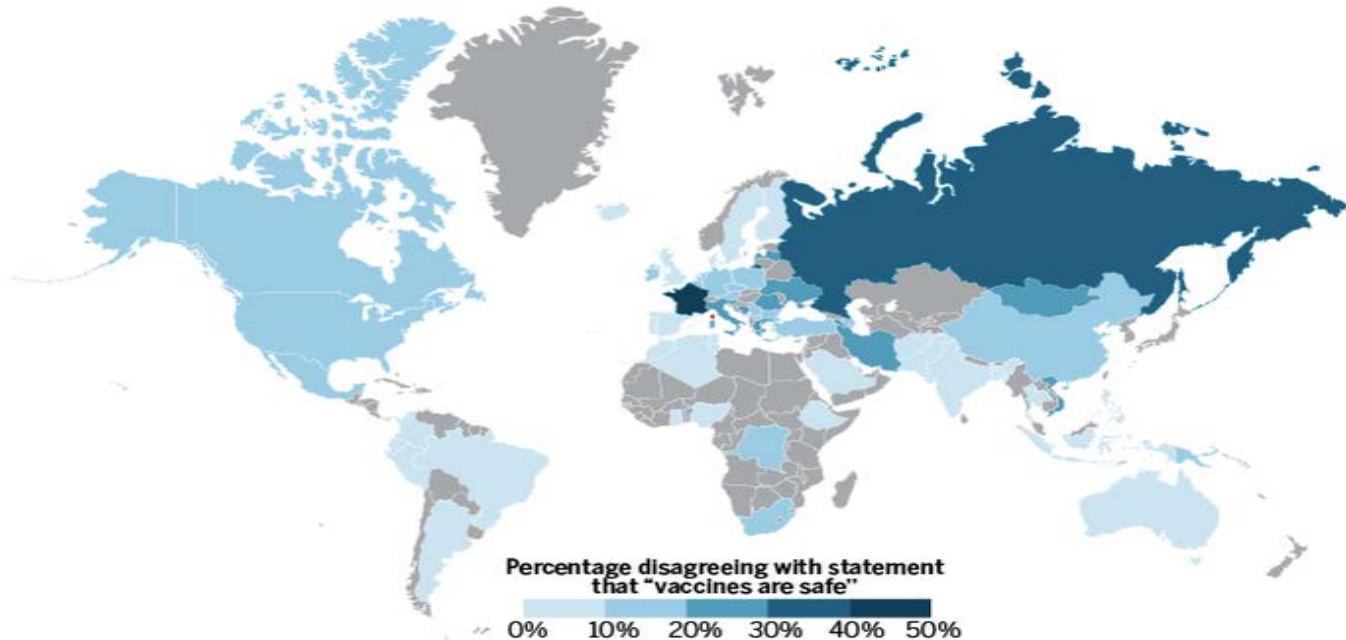 Percentage disagreeing with statement
that “vaccines are safe”
0% 10% 20% 30% 40% 50%